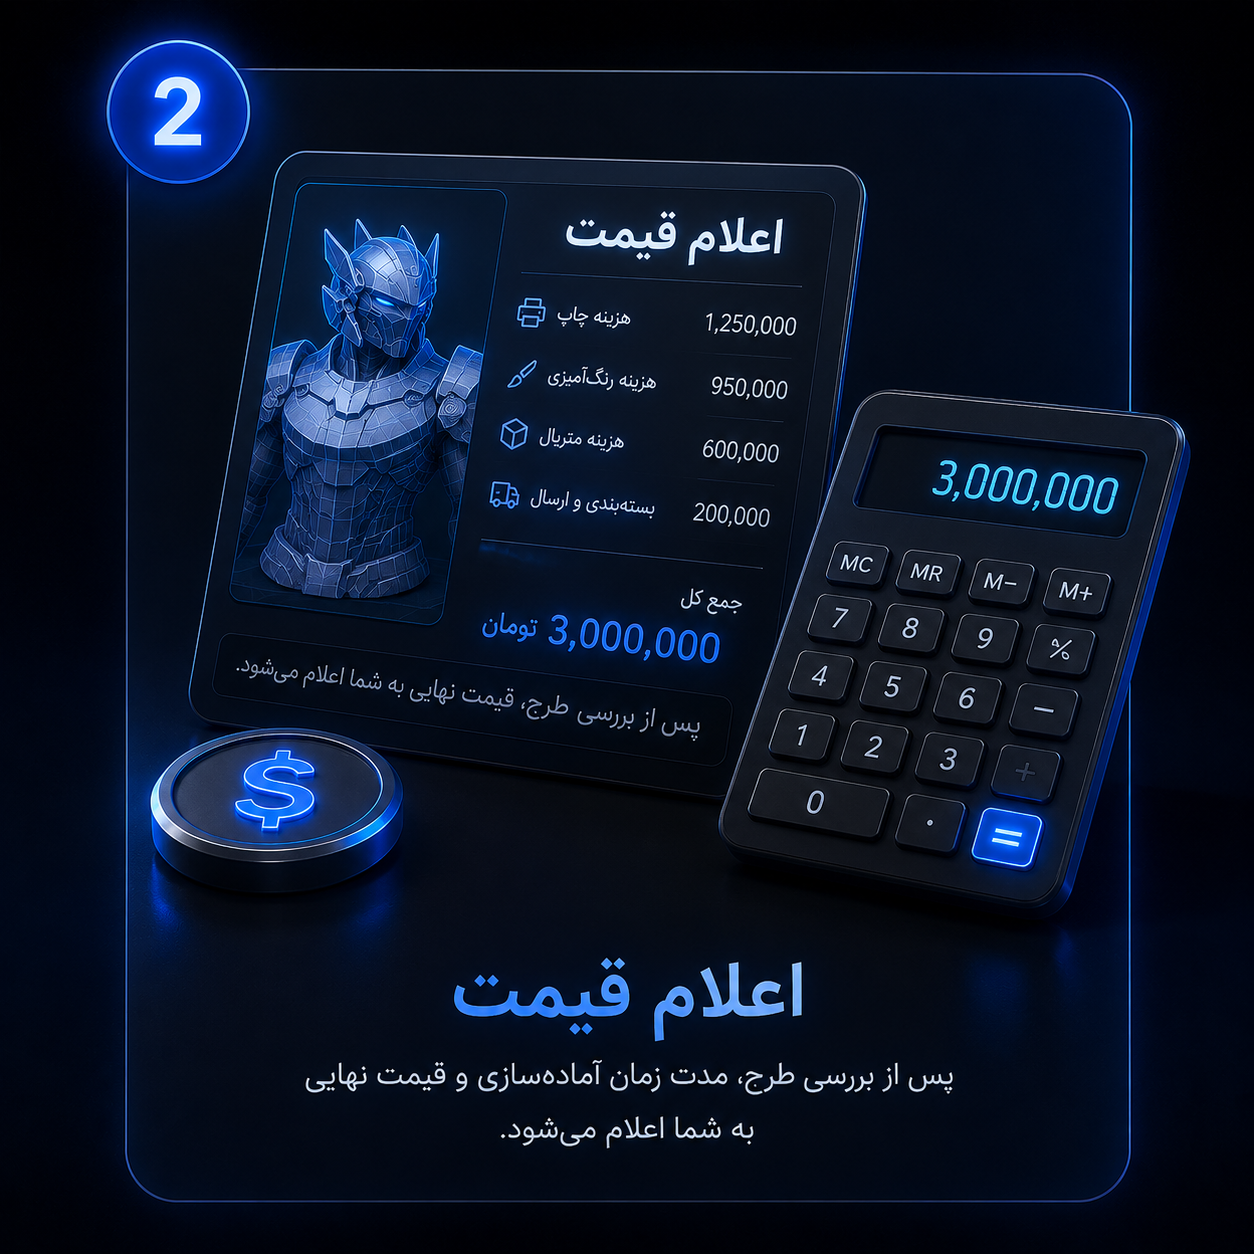 2
اعلام قیمت
هزینه چاپ 1,250,000
هزینه رنگ‌آمیزی 950,000
هزینه متریال 600,000
بسته‌بندی و ارسال 200,000
جمع کل
3,000,000 تومان
پس از بررسی طرح، قیمت نهایی به شما اعلام می‌شود.
3,000,000
MC MR M− M+
7 8 9 %
4 5 6 −
1 2 3 +
0 . =
$
اعلام قیمت
پس از بررسی طرح، مدت زمان آماده‌سازی و قیمت نهایی
به شما اعلام می‌شود.